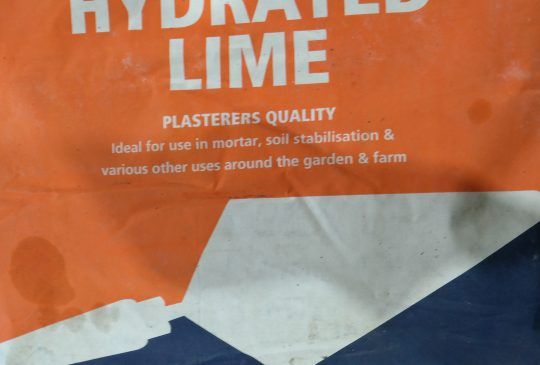 HYDRATED
LIME
PLASTERERS QUALITY
Ideal for use in mortar, soil stabilisation &
various other uses around the garden & farm